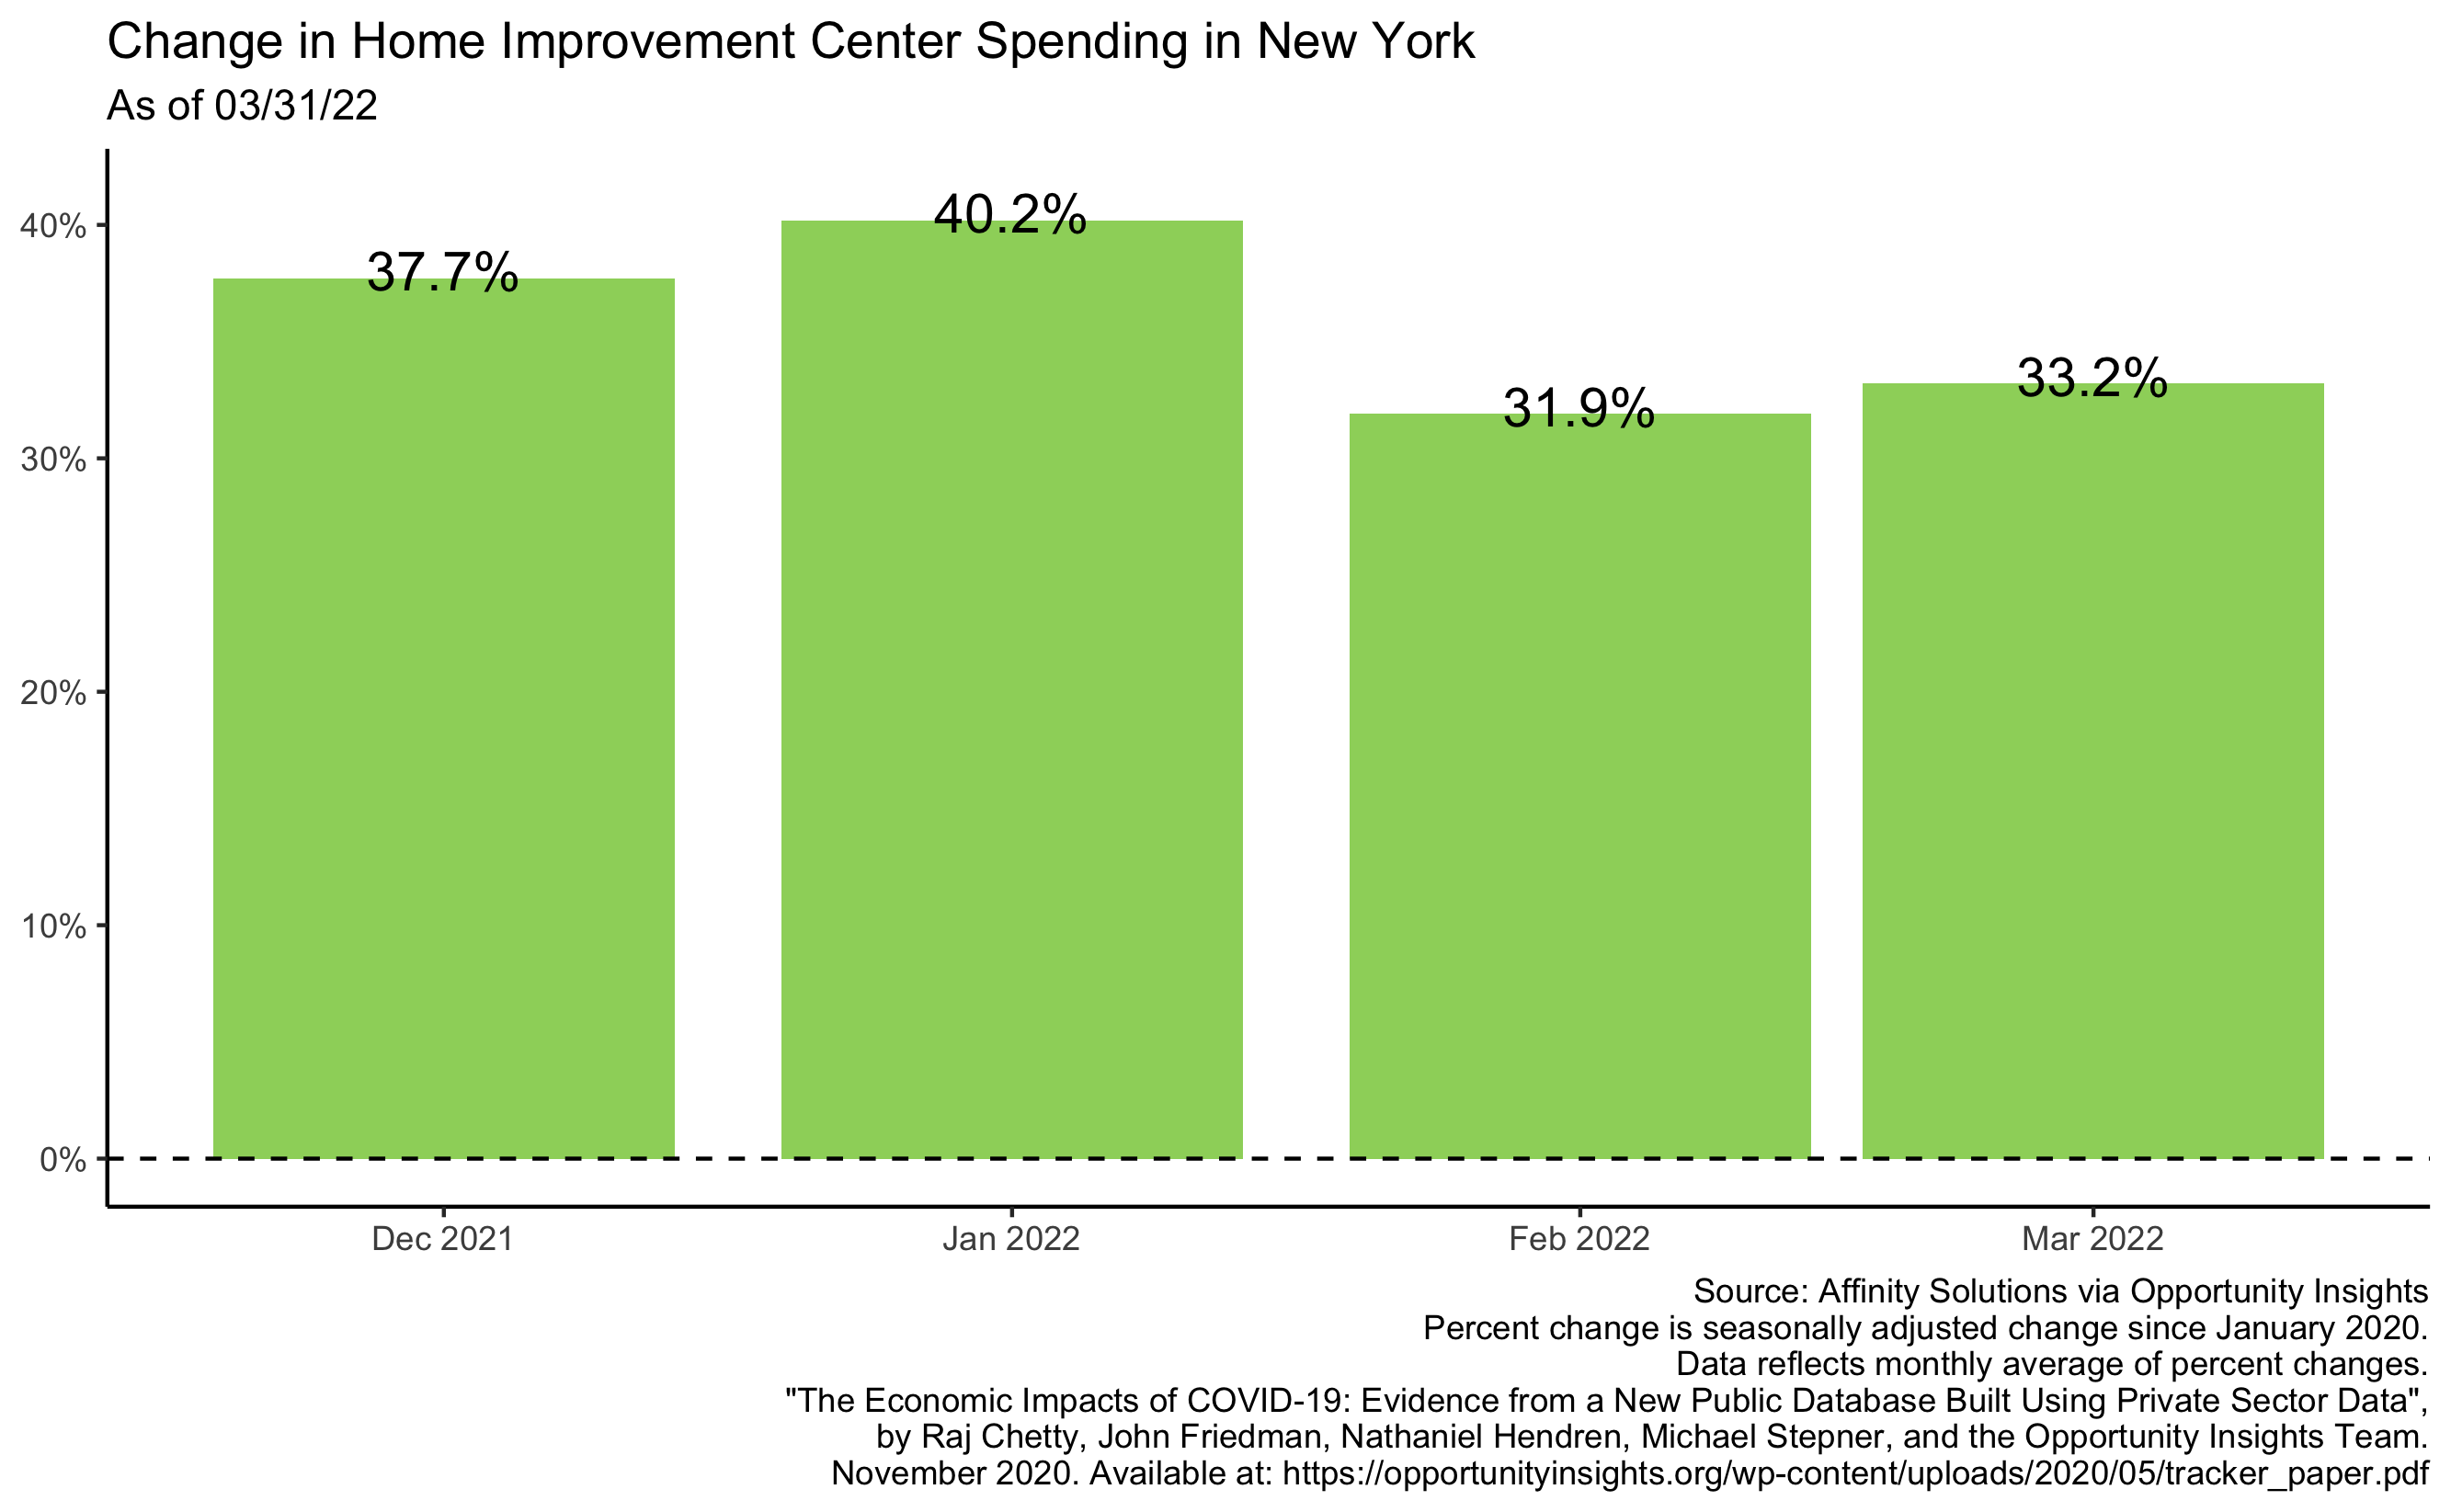 Change in Home Improvement Center Spending in New York
As of 03/31/22
40%
30%
20%
10%
0%
37.7%
40.2%
31.9%
33.2%
Dec 2021
Jan 2022
Feb 2022
Mar 2022
Source: Affinity Solutions via Opportunity Insights
Percent change is seasonally adjusted change since January 2020.
Data reflects monthly average of percent changes.
"The Economic Impacts of COVID-19: Evidence from a New Public Database Built Using Private Sector Data",
by Raj Chetty, John Friedman, Nathaniel Hendren, Michael Stepner, and the Opportunity Insights Team.
November 2020. Available at: https://opportunityinsights.org/wp-content/uploads/2020/05/tracker_paper.pdf